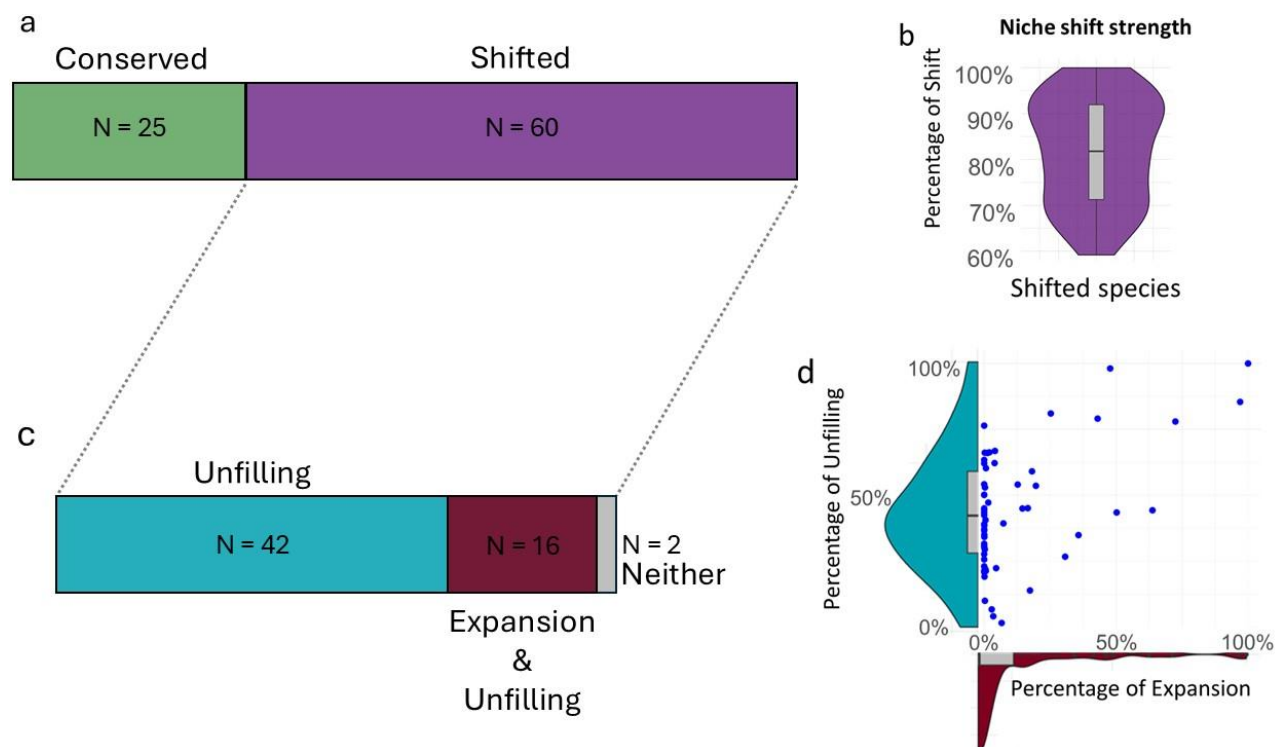 a
Conserved
Shifted
N = 25
N = 60
b
Niche shift strength
Percentage of Shift
100%
90%
80%
70%
60%
Shifted species
c
Unfilling
N = 42
N = 16
N = 2
Neither
Expansion
&
Unfilling
d
Percentage of Unfilling
100%
50%
0%
0%
50%
100%
Percentage of Expansion